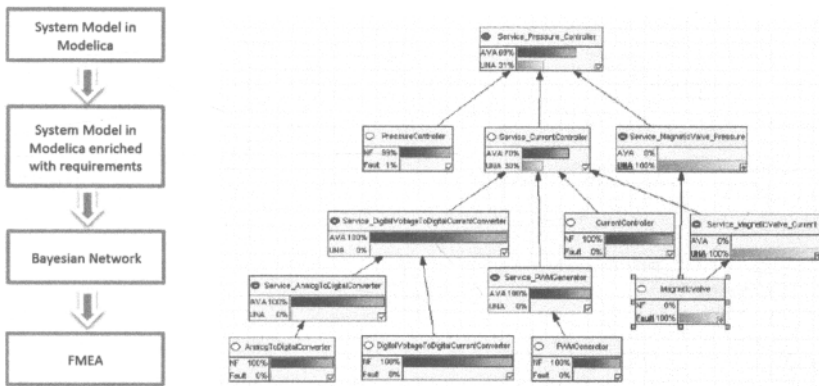 System Model in
Modelica
System Model in
Modelica enriched
with requirements
Bayesian Network
FMEA
Service_Pressure_Controller
AVA 69%
UNA 31%
PressureController
NF 99%
Fault 1%
Service_CurrentController
AVA 70%
UNA 30%
Service_MagneticValve_Pressure
AVA 0%
UNA 100%
Service_DigitalVoltageToDigitalCurrentConverter
AVA 100%
UNA 0%
CurrentController
NF 100%
Fault 0%
Service_MagneticValve_Current
AVA 0%
UNA 100%
Service_AnalogToDigitalConverter
AVA 100%
UNA 0%
Service_PWMGenerator
AVA 100%
UNA 0%
MagneticValve
NF 0%
Fault 100%
AnalogToDigitalConverter
NF 100%
Fault 0%
DigitalVoltageToDigitalCurrentConverter
NF 100%
Fault 0%
PWMGenerator
NF 100%
Fault 0%